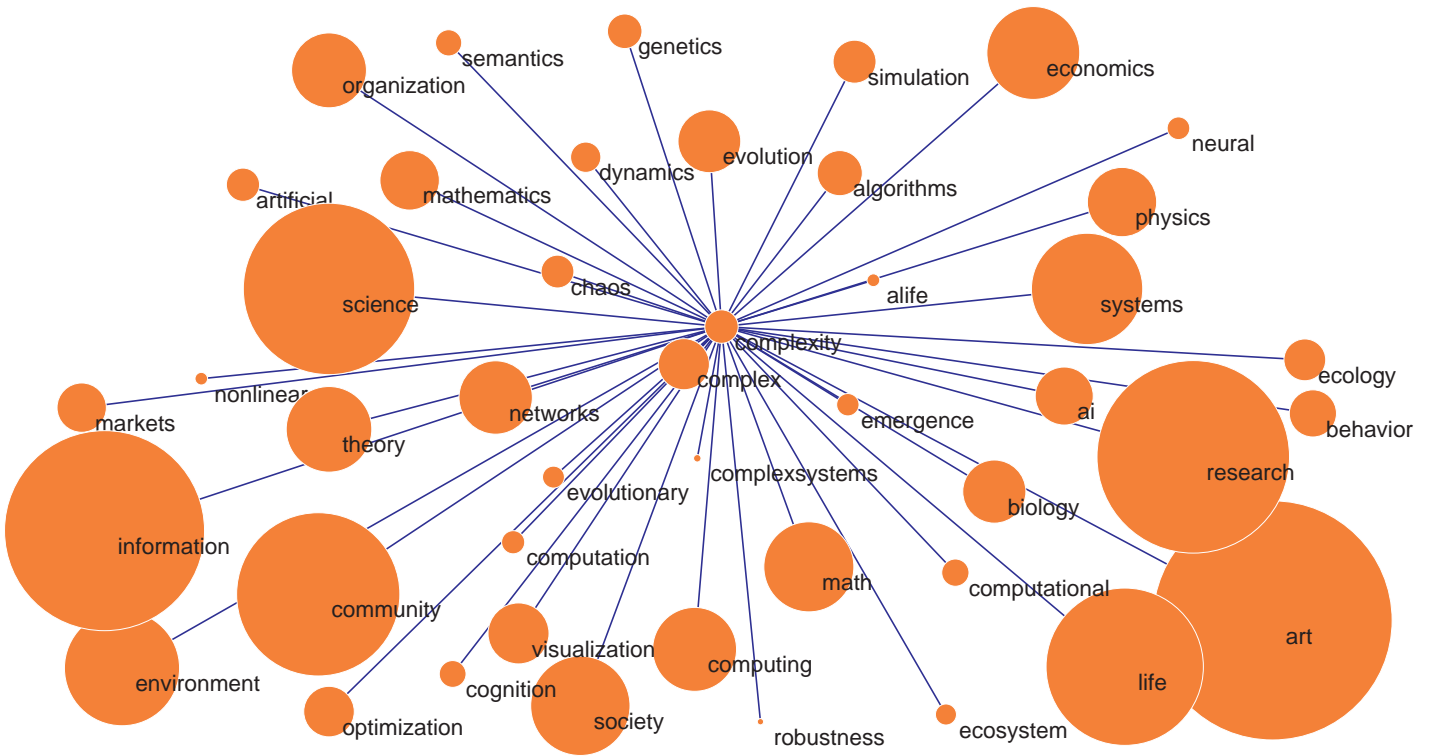 genetics
semantics
simulation
economics
organization
neural
evolution
dynamics
algorithms
mathematics
artificial
physics
chaos
alife
science
systems
complexity
ecology
complex
nonlinear
networks
ai
emergence
markets
behavior
theory
complexsystems
research
evolutionary
biology
information
computation
math
computational
community
art
visualization
computing
environment
cognition
life
society
optimization
ecosystem
robustness